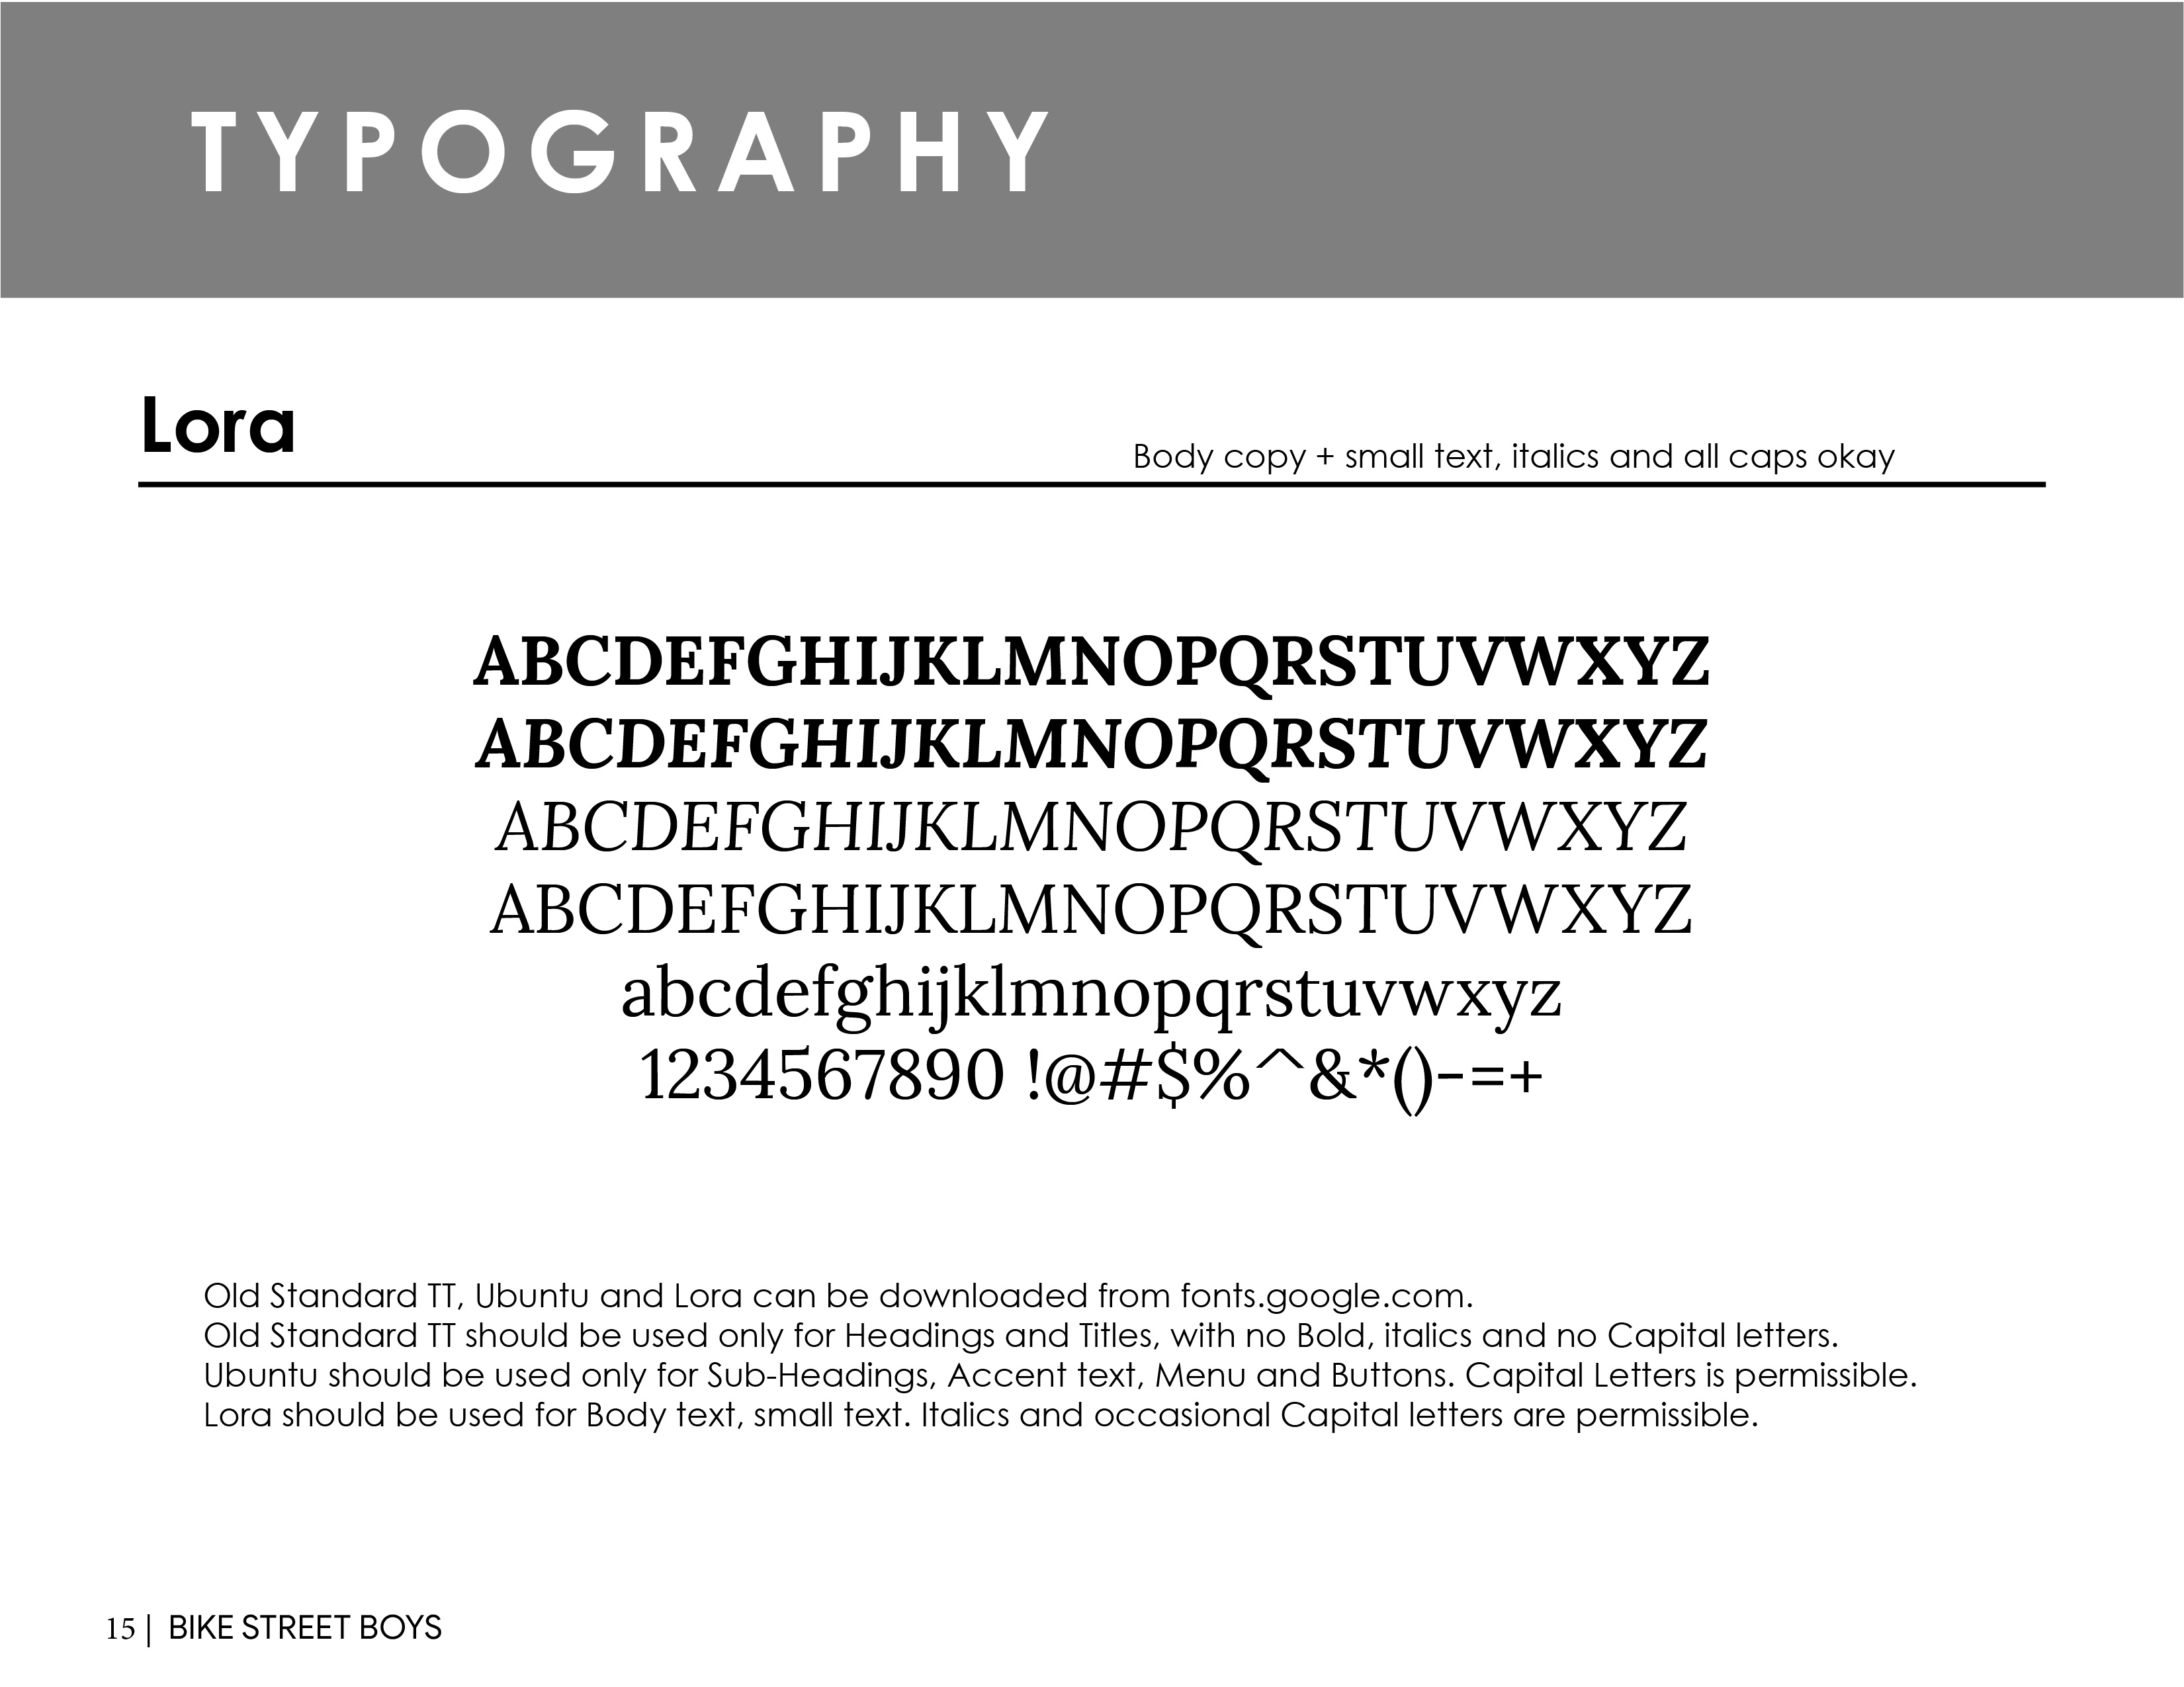 TYPOGRAPHY
Lora
Body copy + small text, italics and all caps okay
ABCDEFGHIJKLMNOPQRSTUVWXYZ
ABCDEFGHIJKLMNOPQRSTUVWXYZ
ABCDEFGHIJKLMNOPQRSTUVWXYZ
ABCDEFGHIJKLMNOPQRSTUVWXYZ
abcdefghijklmnopqrstuvwxyz
1234567890 !@#$%^&*()-=+
Old Standard TT, Ubuntu and Lora can be downloaded from fonts.google.com.
Old Standard TT should be used only for Headings and Titles, with no Bold, italics and no Capital letters.
Ubuntu should be used only for Sub-Headings, Accent text, Menu and Buttons. Capital Letters is permissible.
Lora should be used for Body text, small text. Italics and occasional Capital letters are permissible.
15 | BIKE STREET BOYS